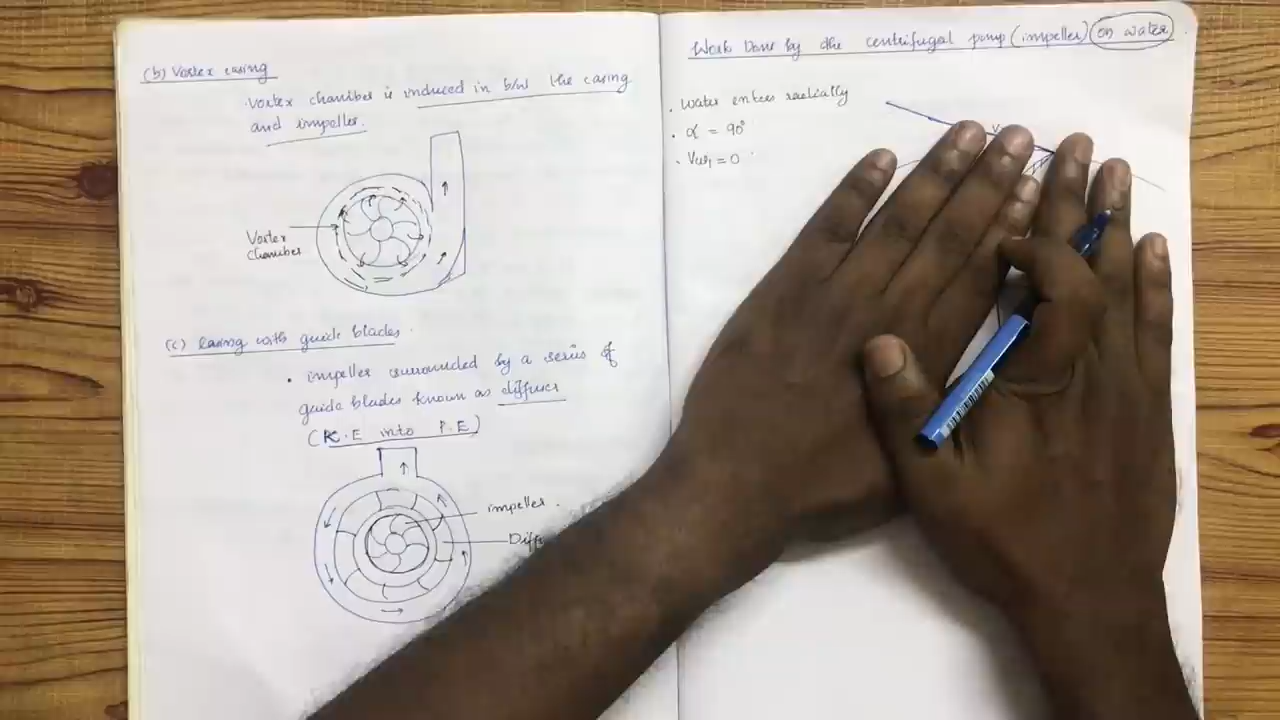 (b) Vortex casing
Vortex chamber is induced in b/w the casing
and impeller.
Vortex
chamber
(c) Casing with guide blades.
. impeller surrounded by a series of
guide blades known as diffuser
(K.E into P.E)
impeller.
Work Done by the centrifugal pump (impeller) (on water).
. Water enters radially
. α = 90°
. Vw₁ = 0